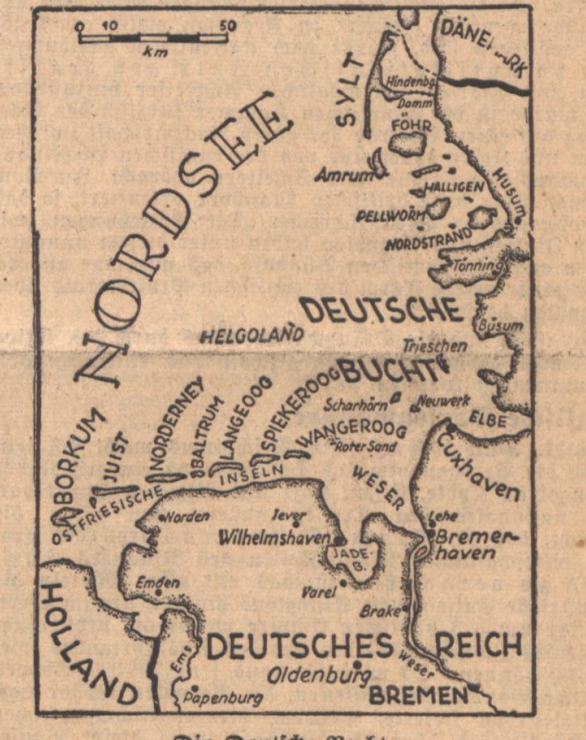 0 10 50
km
DÄNEMARK
SYLT
Hindenbg
Damm
FÖHR
Amrum
HALLIGEN
Husum
PELLWORM
NORDSTRAND
Tönning
NORDSEE
DEUTSCHE
Büsum
HELGOLAND
Trieschen
BUCHT
Scharhörn
Neuwerk
ELBE
BORKUM
JUIST
NORDERNEY
BALTRUM
LANGEOOG
SPIEKEROOG
WANGEROOG
Roter Sand
Cuxhaven
OSTFRIESISCHE
INSELN
WESER
Norden
Jever
Wilhelmshaven
JADE-
B.
Lehe
Bremer-
haven
Emden
Varel
Brake
HOLLAND
Ems
DEUTSCHES REICH
Oldenburg
Weser
Papenburg
BREMEN